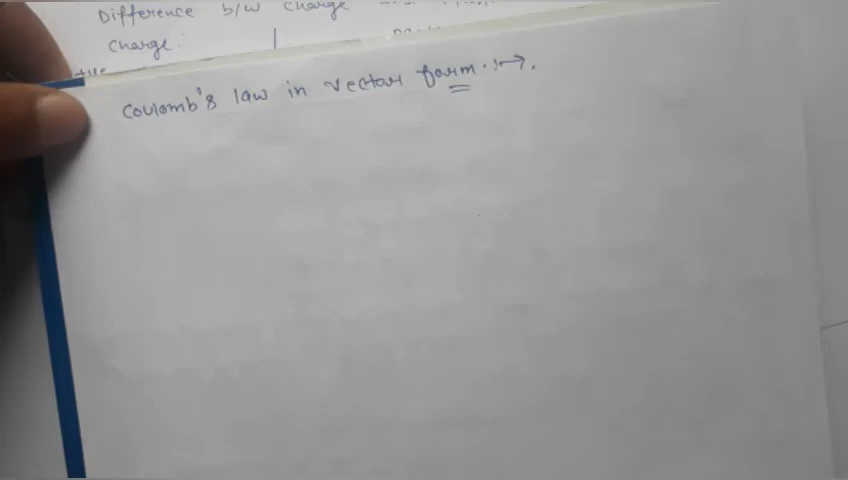 Difference b/w charge
charge:
Coulomb's law in vector form.:→.